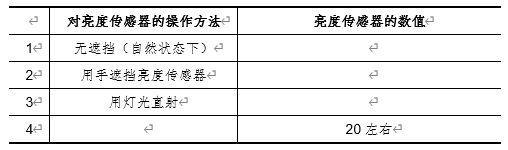 对亮度传感器的操作方法 亮度传感器的数值
1 无遮挡（自然状态下）
2 用手遮挡亮度传感器
3 用灯光直射
4 20 左右